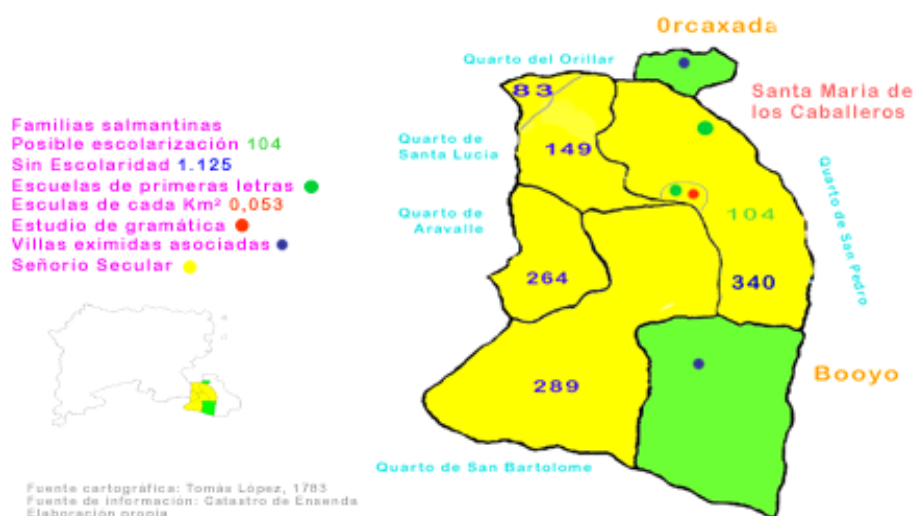 0rcaxada
Quarto del Orillar
Santa Maria de
los Caballeros
83
Familias salmantinas
Posible escolarización 104
Sin Escolaridad 1.125
Escuelas de primeras letras
Esculas de cada Km² 0,053
Estudio de gramática
Villas eximidas asociadas
Señorio Secular
Quarto de
Santa Lucia
149
Quarto de
Aravalle
104
Quarto de San Pedro
264
340
Booyo
289
Quarto de San Bartolome
Fuente cartográfica: Tomás López, 1783
Fuente de información: Catastro de Ensenda
Elaboración propia